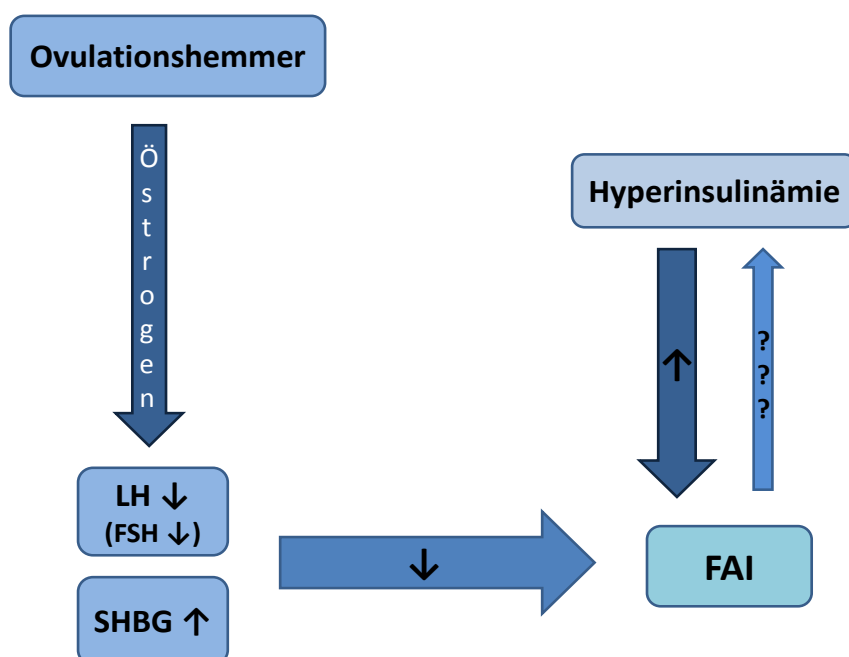 Ovulationshemmer
Östrogen
Hyperinsulinämie
↑
???
LH ↓
(FSH ↓)
↓
FAI
SHBG ↑